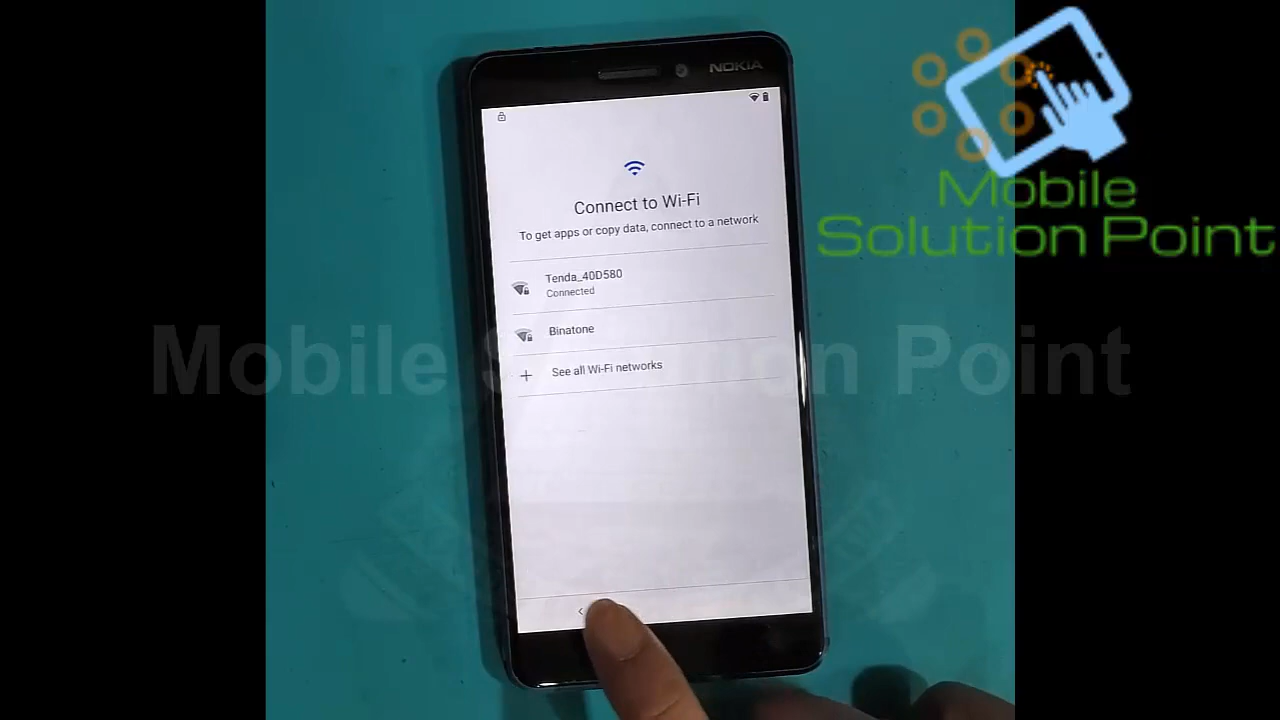 NOKIA
Connect to Wi-Fi
To get apps or copy data, connect to a network
Tenda_40D580
Connected
Binatone
See all Wi-Fi networks
Mobile
Solution Point
Mobile Solution Point